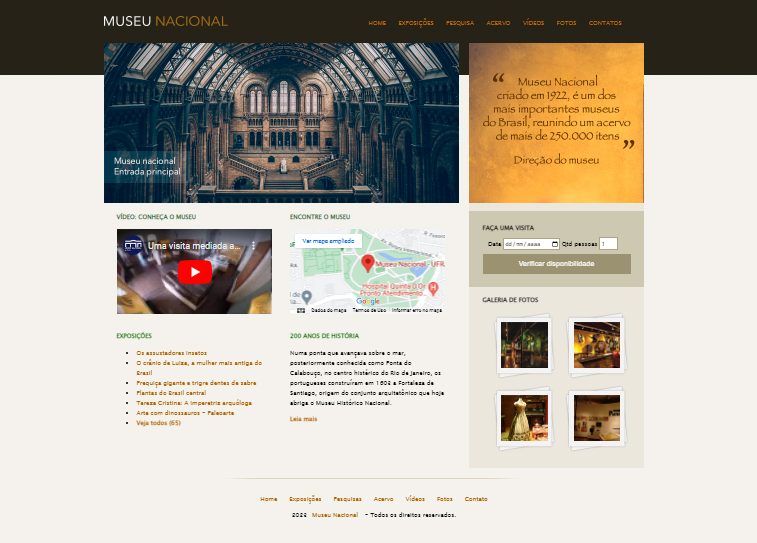 MUSEU NACIONAL
HOME EXPOSIÇÕES PESQUISA ACERVO VÍDEOS FOTOS CONTATOS
Museu nacional
Entrada principal
“ Museu Nacional
criado em 1922, é um dos
mais importantes museus
do Brasil, reunindo um acervo
de mais de 250.000 itens ”
Direção do museu
VÍDEO: CONHEÇA O MUSEU
Uma visita mediada a...
ENCONTRE O MUSEU
Ver mapa ampliado
Museu Nacional - UFR
Hospital Quinta D'Or
Pronto Atendimento...
Google
Dados do mapa Termos de Uso Informar erro no mapa
FAÇA UMA VISITA
Data dd/mm/aaaa Qtd pessoas 1
Verificar disponibilidade
GALERIA DE FOTOS
EXPOSIÇÕES
Os assustadores insetos
O crânio de Luiza, a mulher mais antiga do
Brasil
Preguiça gigante e trigre dentes de sabre
Plantas do Brasil central
Teresa Cristina: A imperatriz arquóloga
Arte com dinossauros - Paleoarte
Veja todos (65)
200 ANOS DE HISTÓRIA
Numa ponta que avançava sobre o mar,
posteriormente conhecida como Ponta do
Calabouço, no centro histórico do Rio de Janeiro, os
portugueses construíram em 1603 a Fortaleza de
Santiago, origem do conjunto arquitetônico que hoje
abriga o Museu Histórico Nacional.
Leia mais
Home Exposições Pesquisas Acervo Vídeos Fotos Contato
Museu Nacional - Todos os direitos reservados.